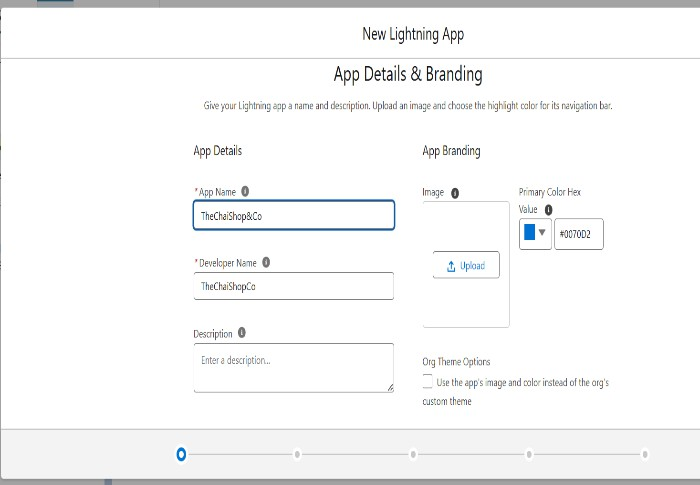 New Lightning App
App Details & Branding
Give your Lightning app a name and description. Upload an image and choose the highlight color for its navigation bar.
App Details
App Branding
* App Name
Image
Primary Color Hex
Value
TheChaiShop&Co
#0070D2
* Developer Name
Upload
TheChaiShopCo
Description
Enter a description...
Org Theme Options
Use the app's image and color instead of the org's
custom theme